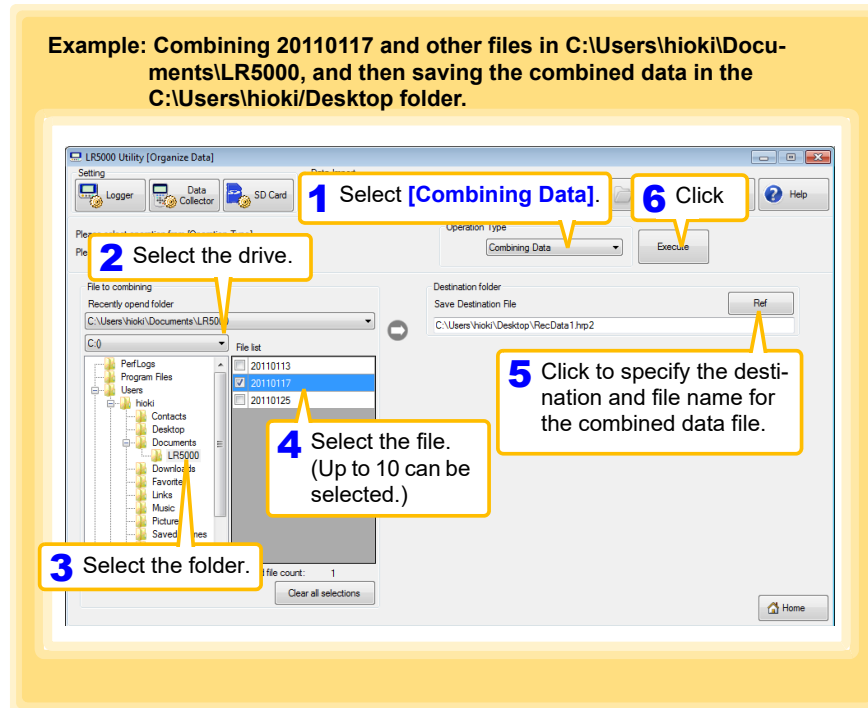 Example: Combining 20110117 and other files in C:\Users\hioki\Docu-
ments\LR5000, and then saving the combined data in the
C:\Users\hioki/Desktop folder.
LR5000 Utility [Organize Data]
Setting
Logger
Data
Collector
SD Card
Help
1 Select [Combining Data].
6 Click
Operation Type
Combining Data
Execute
2 Select the drive.
File to combining
Recently opend folder
C:\Users\hioki\Documents\LR5000
C:()
File list
PerfLogs
Program Files
Users
hioki
Contacts
Desktop
Documents
LR5000
Downloads
Favorite
Links
Music
Picture
Saved
20110113
20110117
20110125
4 Select the file.
(Up to 10 can be
selected.)
3 Select the folder.
file count: 1
Clear all selections
Destination folder
Save Destination File
Ref
C:\Users\hioki\Desktop\RecData1.hrp2
5 Click to specify the desti-
nation and file name for
the combined data file.
Home